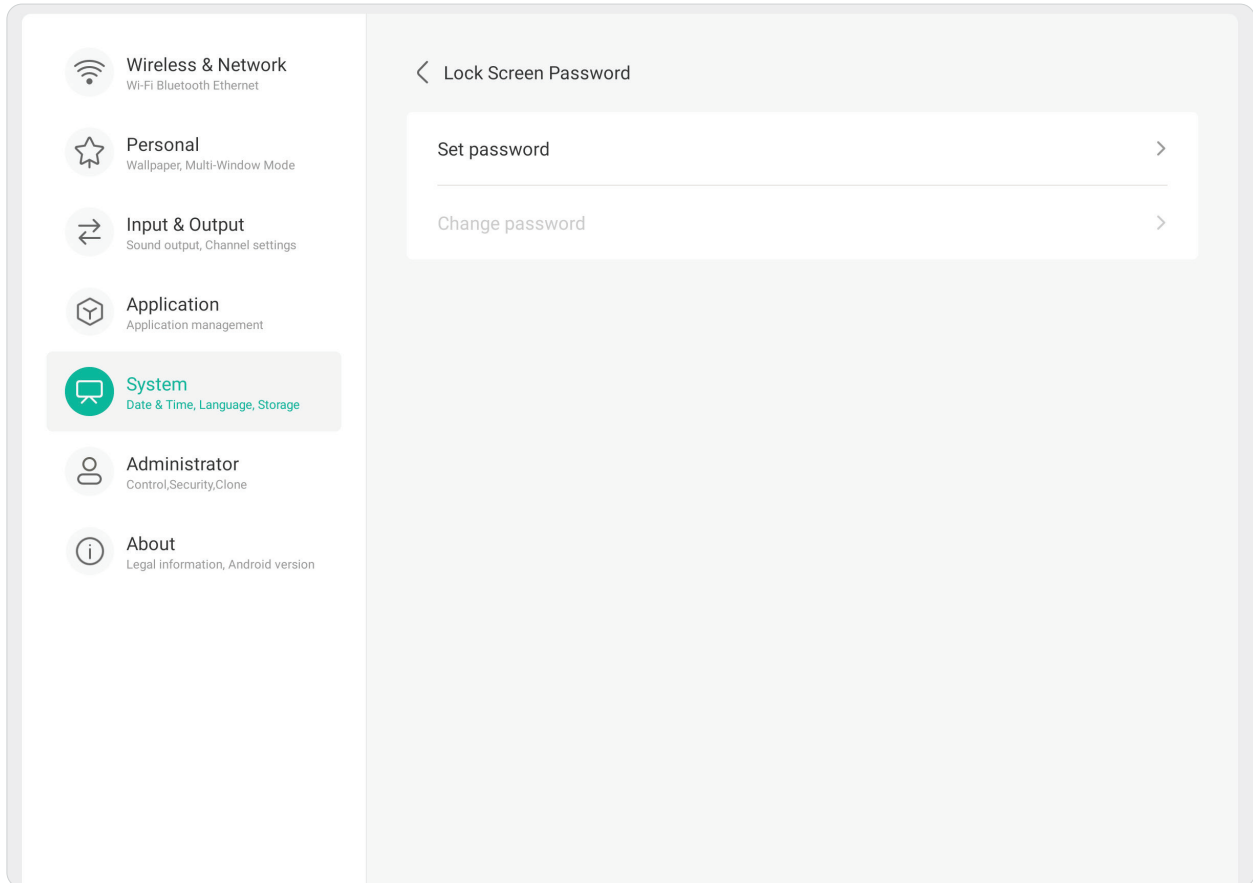 Wireless & Network
Wi-Fi Bluetooth Ethernet
Personal
Wallpaper, Multi-Window Mode
Input & Output
Sound output, Channel settings
Application
Application management
System
Date & Time, Language, Storage
Administrator
Control,Security,Clone
About
Legal information, Android version
Lock Screen Password
Set password
Change password